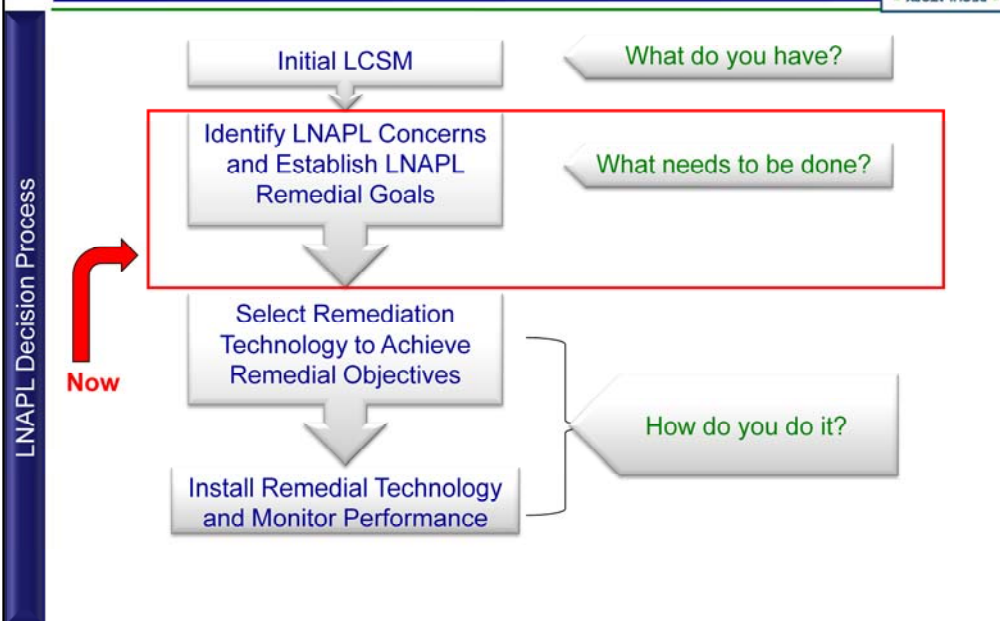 Initial LCSM
What do you have?
Identify LNAPL Concerns
and Establish LNAPL
Remedial Goals
What needs to be done?
Now
Select Remediation
Technology to Achieve
Remedial Objectives
How do you do it?
Install Remedial Technology
and Monitor Performance
LNAPL Decision Process